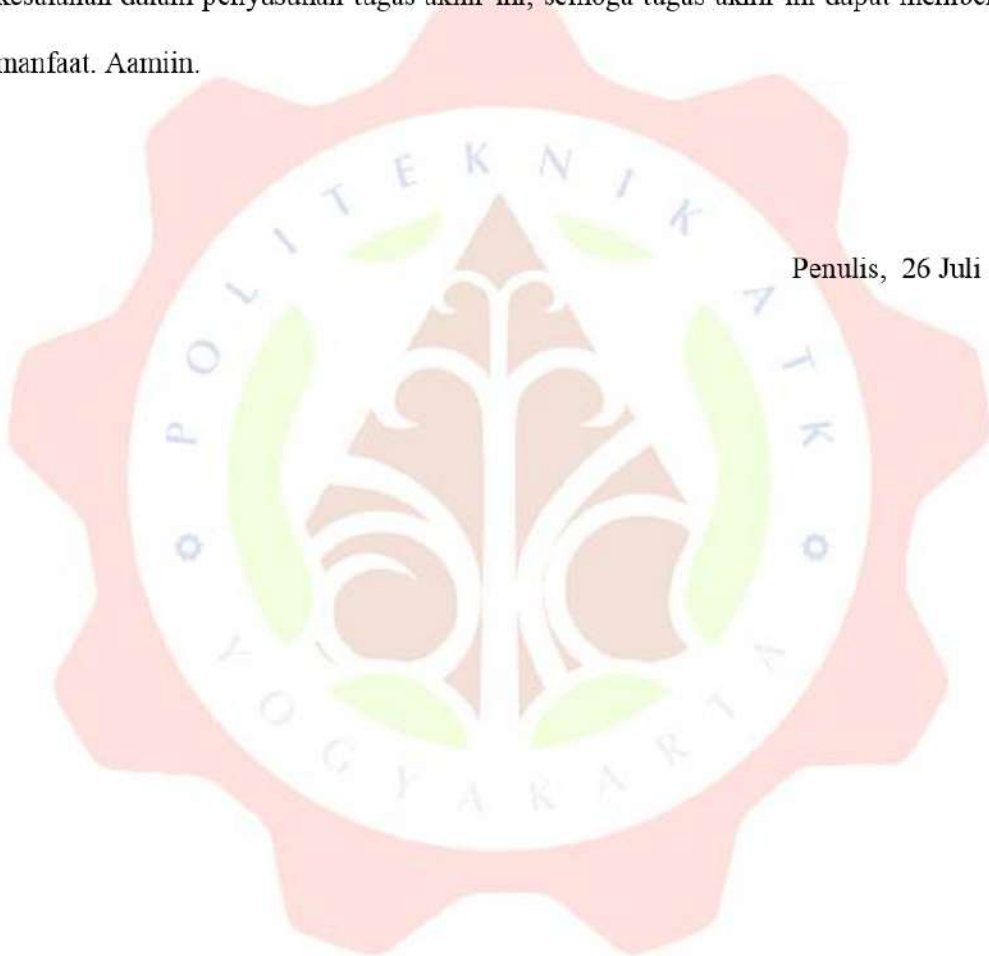 kesalahan dalam penyusunan tugas akhir ini, semoga tugas akhir ini dapat member
manfaat. Aamiin.
POLITEKNIK ATK
Penulis, 26 Juli
YOGYAKARTA